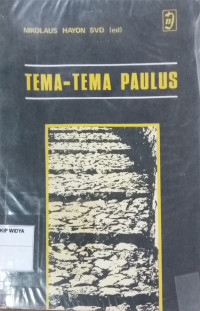 NIKOLAUS HAYON SVD (ed)
TEMA-TEMA PAULUS
KIP WIDYA